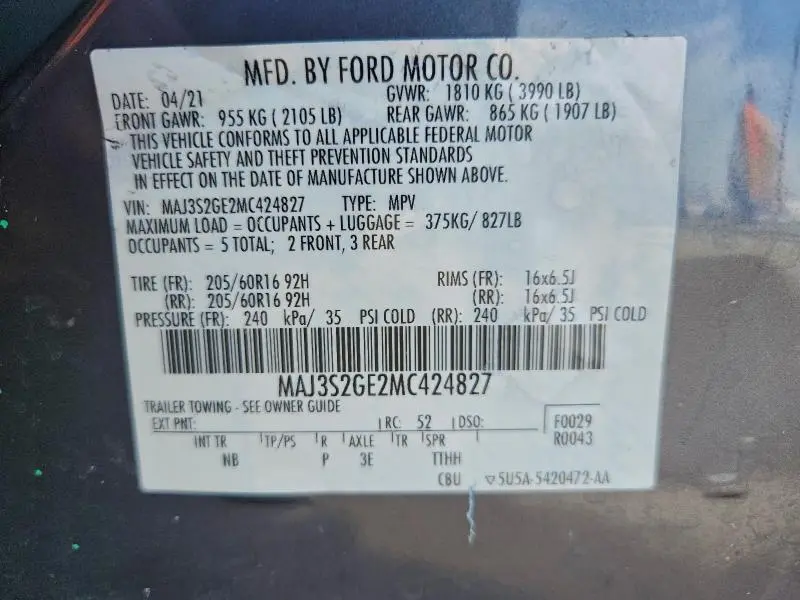 MFD. BY FORD MOTOR CO.
DATE: 04/21 GVWR: 1810 KG ( 3990 LB)
FRONT GAWR: 955 KG ( 2105 LB) REAR GAWR: 865 KG ( 1907 LB)
THIS VEHICLE CONFORMS TO ALL APPLICABLE FEDERAL MOTOR
VEHICLE SAFETY AND THEFT PREVENTION STANDARDS
IN EFFECT ON THE DATE OF MANUFACTURE SHOWN ABOVE.
VIN: MAJ3S2GE2MC424827 TYPE: MPV
MAXIMUM LOAD = OCCUPANTS + LUGGAGE = 375KG/ 827LB
OCCUPANTS = 5 TOTAL; 2 FRONT, 3 REAR
TIRE (FR): 205/60R16 92H RIMS (FR): 16x6.5J
(RR): 205/60R16 92H (RR): 16x6.5J
PRESSURE (FR): 240 kPa/ 35 PSI COLD (RR): 240 kPa/ 35 PSI COLD
MAJ3S2GE2MC424827
TRAILER TOWING - SEE OWNER GUIDE
EXT PNT: RC: 52 DSO: F0029
INT TR TP/PS R AXLE TR SPR R0043
NB P 3E TTHH
CBU ▽5U5A-5420472-AA